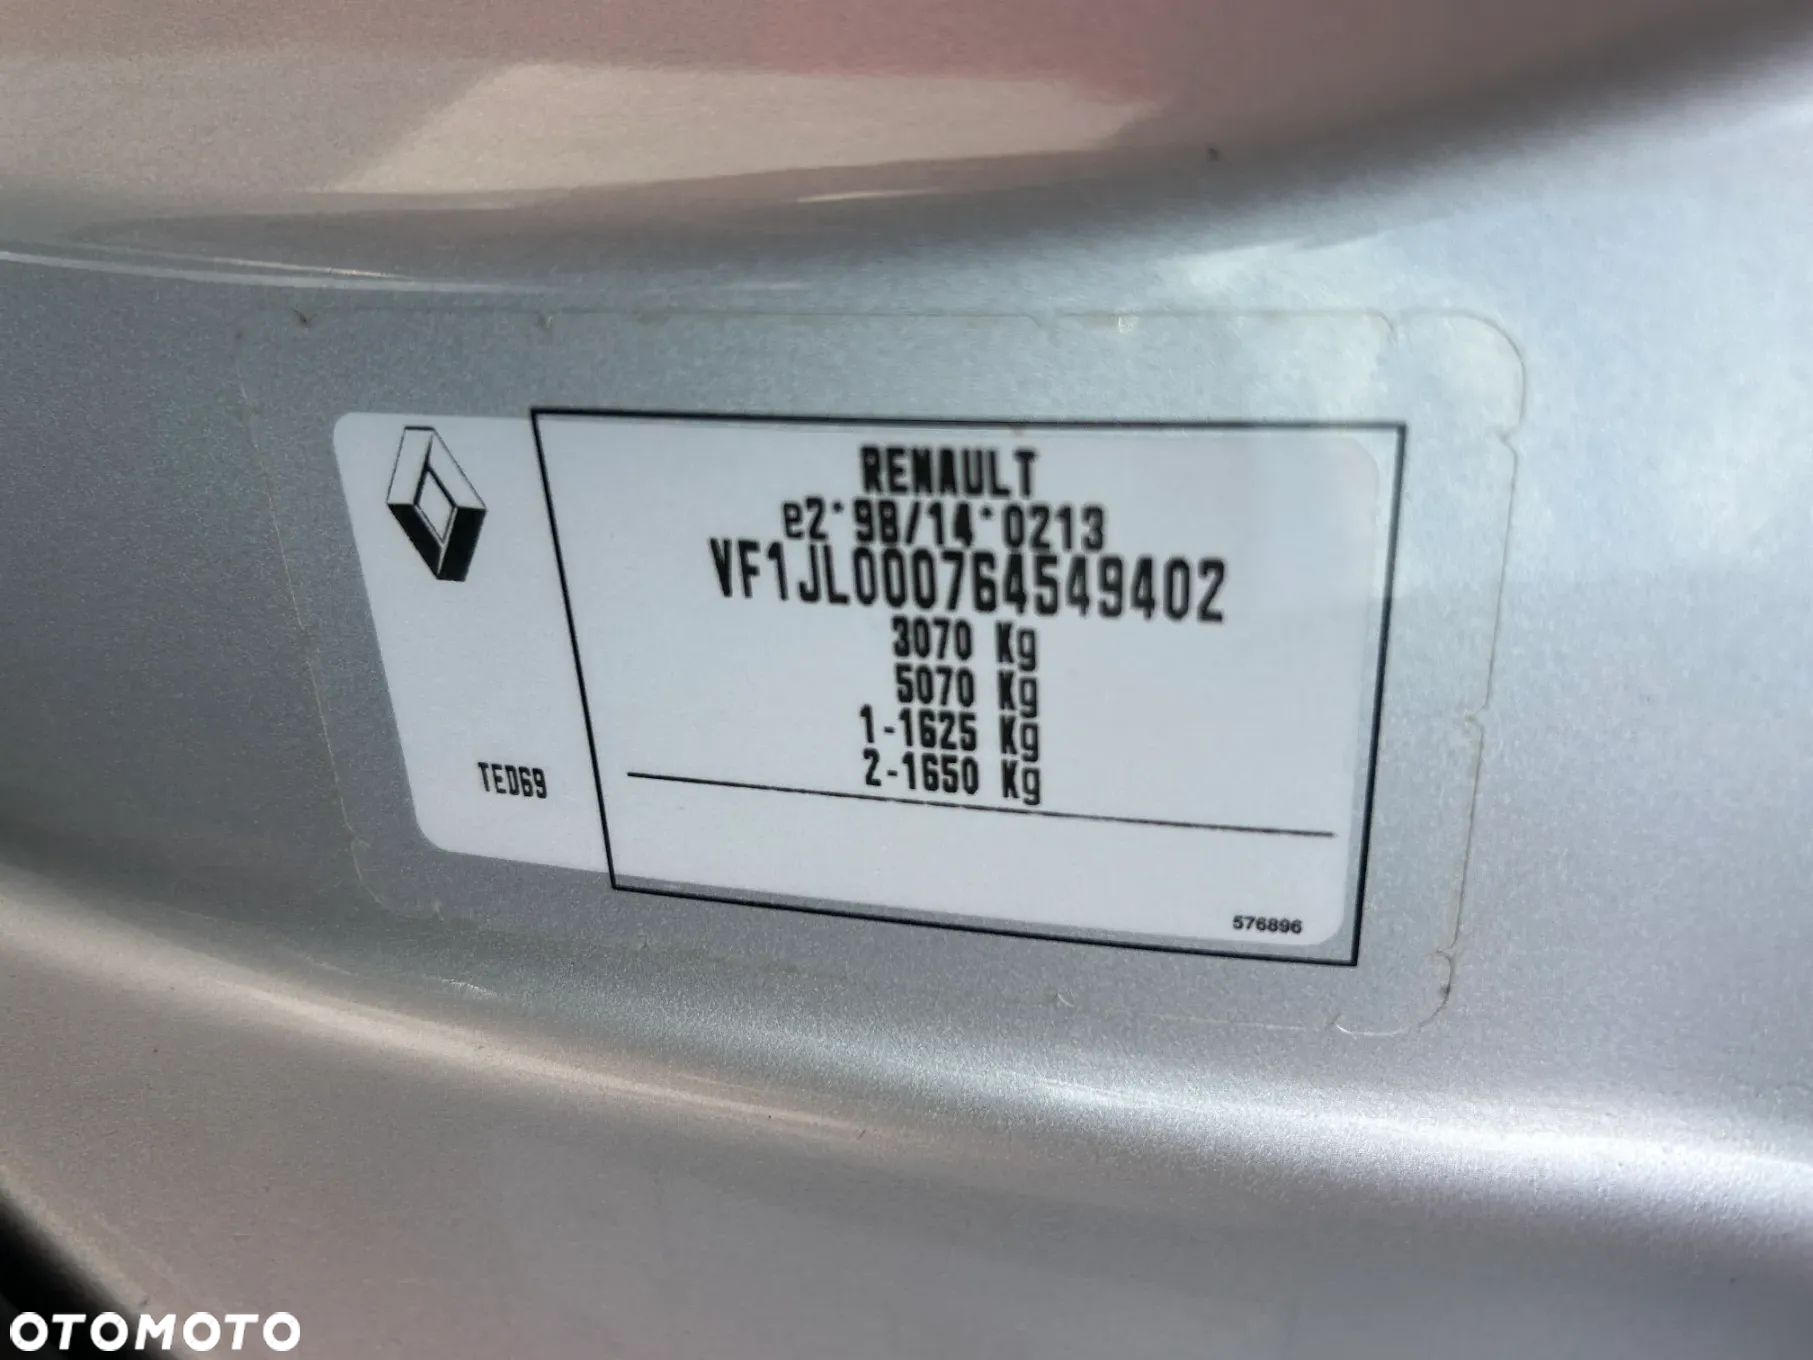 RENAULT
e2*98/14*0213
VF1JL000764549402
3070 Kg
5070 Kg
1-1625 Kg
2-1650 Kg
TED69
576896
OTOMOTO